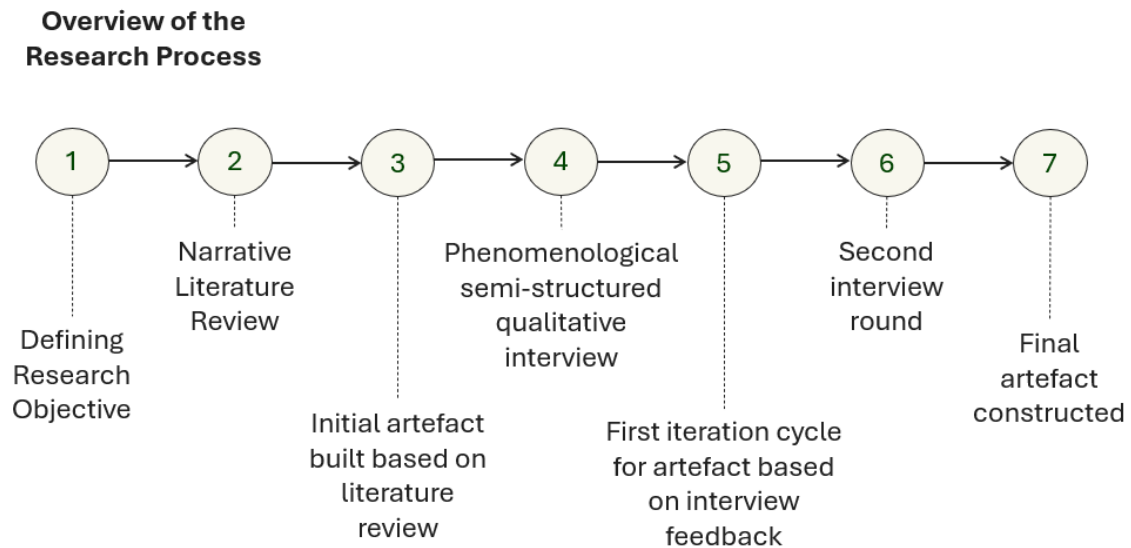 Overview of the
Research Process
1
2
3
4
5
6
7
Defining
Research
Objective
Narrative
Literature
Review
Initial artefact
built based on
literature
review
Phenomenological
semi-structured
qualitative
interview
First iteration cycle
for artefact based
on interview
feedback
Second
interview
round
Final
artefact
constructed